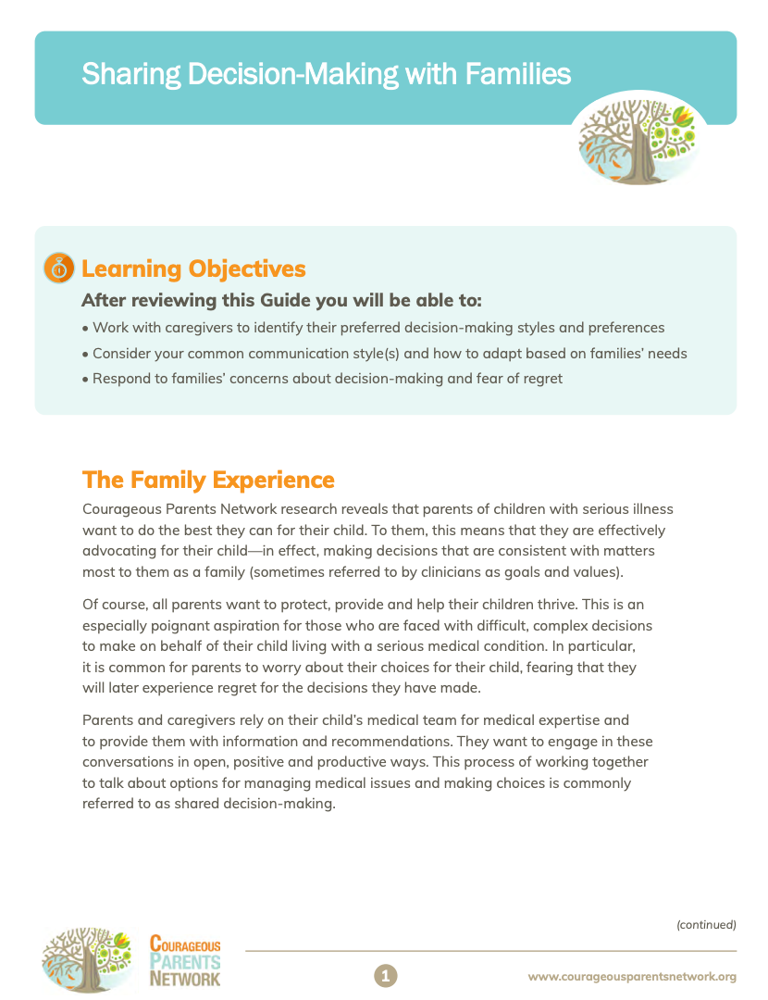 Sharing Decision-Making with Families
Learning Objectives
After reviewing this Guide you will be able to:
• Work with caregivers to identify their preferred decision-making styles and preferences
• Consider your common communication style(s) and how to adapt based on families’ needs
• Respond to families’ concerns about decision-making and fear of regret
The Family Experience
Courageous Parents Network research reveals that parents of children with serious illness
want to do the best they can for their child. To them, this means that they are effectively
advocating for their child—in effect, making decisions that are consistent with matters
most to them as a family (sometimes referred to by clinicians as goals and values).
Of course, all parents want to protect, provide and help their children thrive. This is an
especially poignant aspiration for those who are faced with difficult, complex decisions
to make on behalf of their child living with a serious medical condition. In particular,
it is common for parents to worry about their choices for their child, fearing that they
will later experience regret for the decisions they have made.
Parents and caregivers rely on their child’s medical team for medical expertise and
to provide them with information and recommendations. They want to engage in these
conversations in open, positive and productive ways. This process of working together
to talk about options for managing medical issues and making choices is commonly
referred to as shared decision-making.
(continued)
COURAGEOUS
PARENTS
NETWORK
1
www.courageousparentsnetwork.org